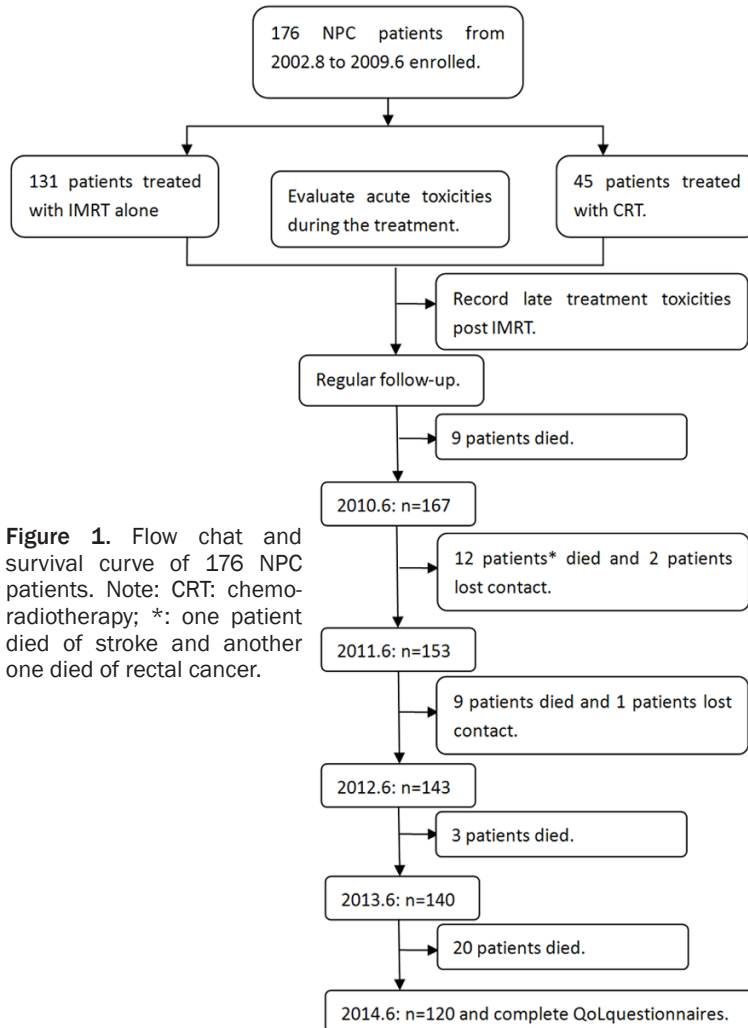 176 NPC patients from
2002.8 to 2009.6 enrolled.
131 patients treated
with IMRT alone
Evaluate acute toxicities
during the treatment.
45 patients treated
with CRT.
Record late treatment toxicities
post IMRT.
Regular follow-up.
9 patients died.
2010.6: n=167
12 patients* died and 2 patients
lost contact.
2011.6: n=153
9 patients died and 1 patients lost
contact.
2012.6: n=143
3 patients died.
2013.6: n=140
20 patients died.
2014.6: n=120 and complete QoLquestionnaires.
Figure 1. Flow chat and
survival curve of 176 NPC
patients. Note: CRT: chemo-
radiotherapy; *: one patient
died of stroke and another
one died of rectal cancer.